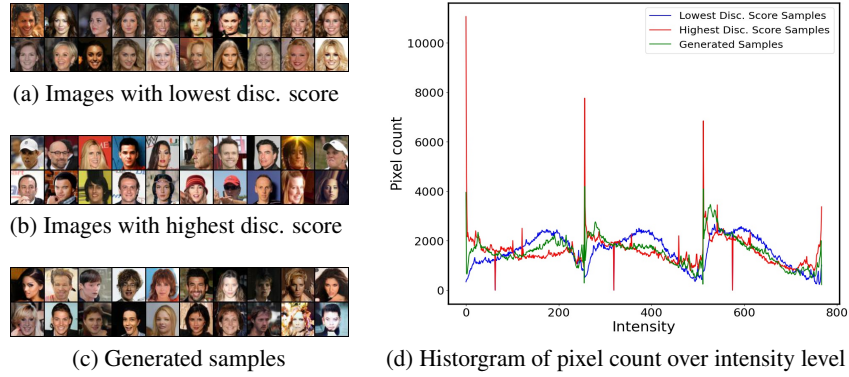 (a) Images with lowest disc. score
(b) Images with highest disc. score
(c) Generated samples
Lowest Disc. Score Samples
Highest Disc. Score Samples
Generated Samples
Pixel count
10000
8000
6000
4000
2000
0
0
200
400
600
800
Intensity
(d) Historgram of pixel count over intensity level